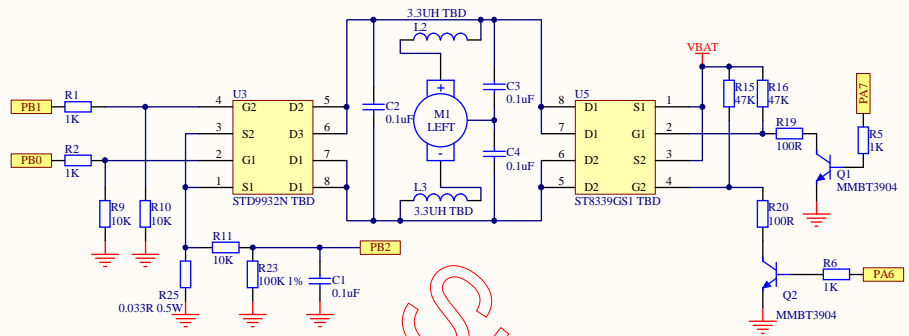 3.3UH TBD
L2
VBAT
PB1
R1
1K
U3
4 G2 D2 5
3 S2 D3 6
2 G1 D1 7
1 S1 D1 8
STD9932N TBD
C2
0.1uF
+
M1
LEFT
-
C3
0.1uF
C4
0.1uF
U5
8 D1 S1 1
7 D1 G1 2
6 D2 S2 3
5 D2 G2 4
ST8339GS1 TBD
R15
47K
R16
47K
PA7
R19
100R
R5
1K
Q1
MMBT3904
PB0
R2
1K
L3
3.3UH TBD
R9
10K
R10
10K
R20
100R
R11
10K
PB2
R25
0.033R 0.5W
R23
100K 1%
C1
0.1uF
R6
1K
PA6
Q2
MMBT3904